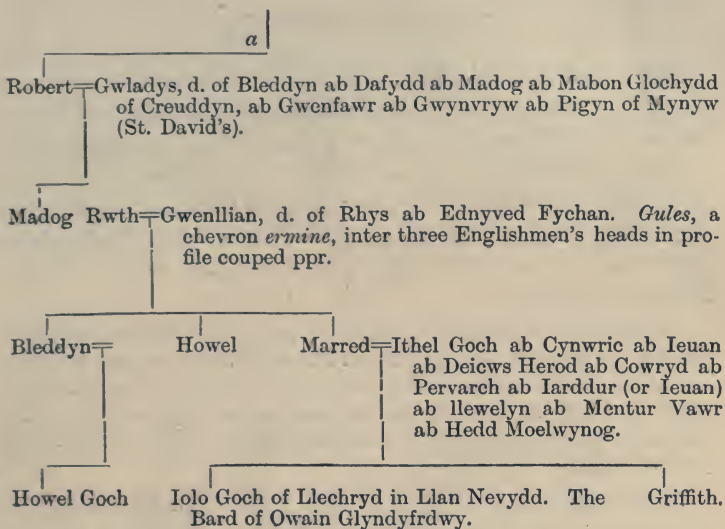 a
Robert=Gwladys, d. of Bleddyn ab Dafydd ab Madog ab Mabon Glochydd
of Creuddyn, ab Gwenfawr ab Gwynvryw ab Pigyn of Mynyw
(St. David's).
Madog Rwth=Gwenllian, d. of Rhys ab Ednyved Fychan. Gules, a
chevron ermine, inter three Englishmen's heads in pro-
file couped ppr.
Bleddyn= Howel Marred=Ithel Goch ab Cynwric ab Ieuan
ab Deicws Herod ab Cowryd ab
Pervarch ab Iarddur (or Ieuan)
ab llewelyn ab Mentur Vawr
ab Hedd Moelwynog.
Howel Goch Iolo Goch of Llechryd in Llan Nevydd. The Griffith.
Bard of Owain Glyndyfrdwy.